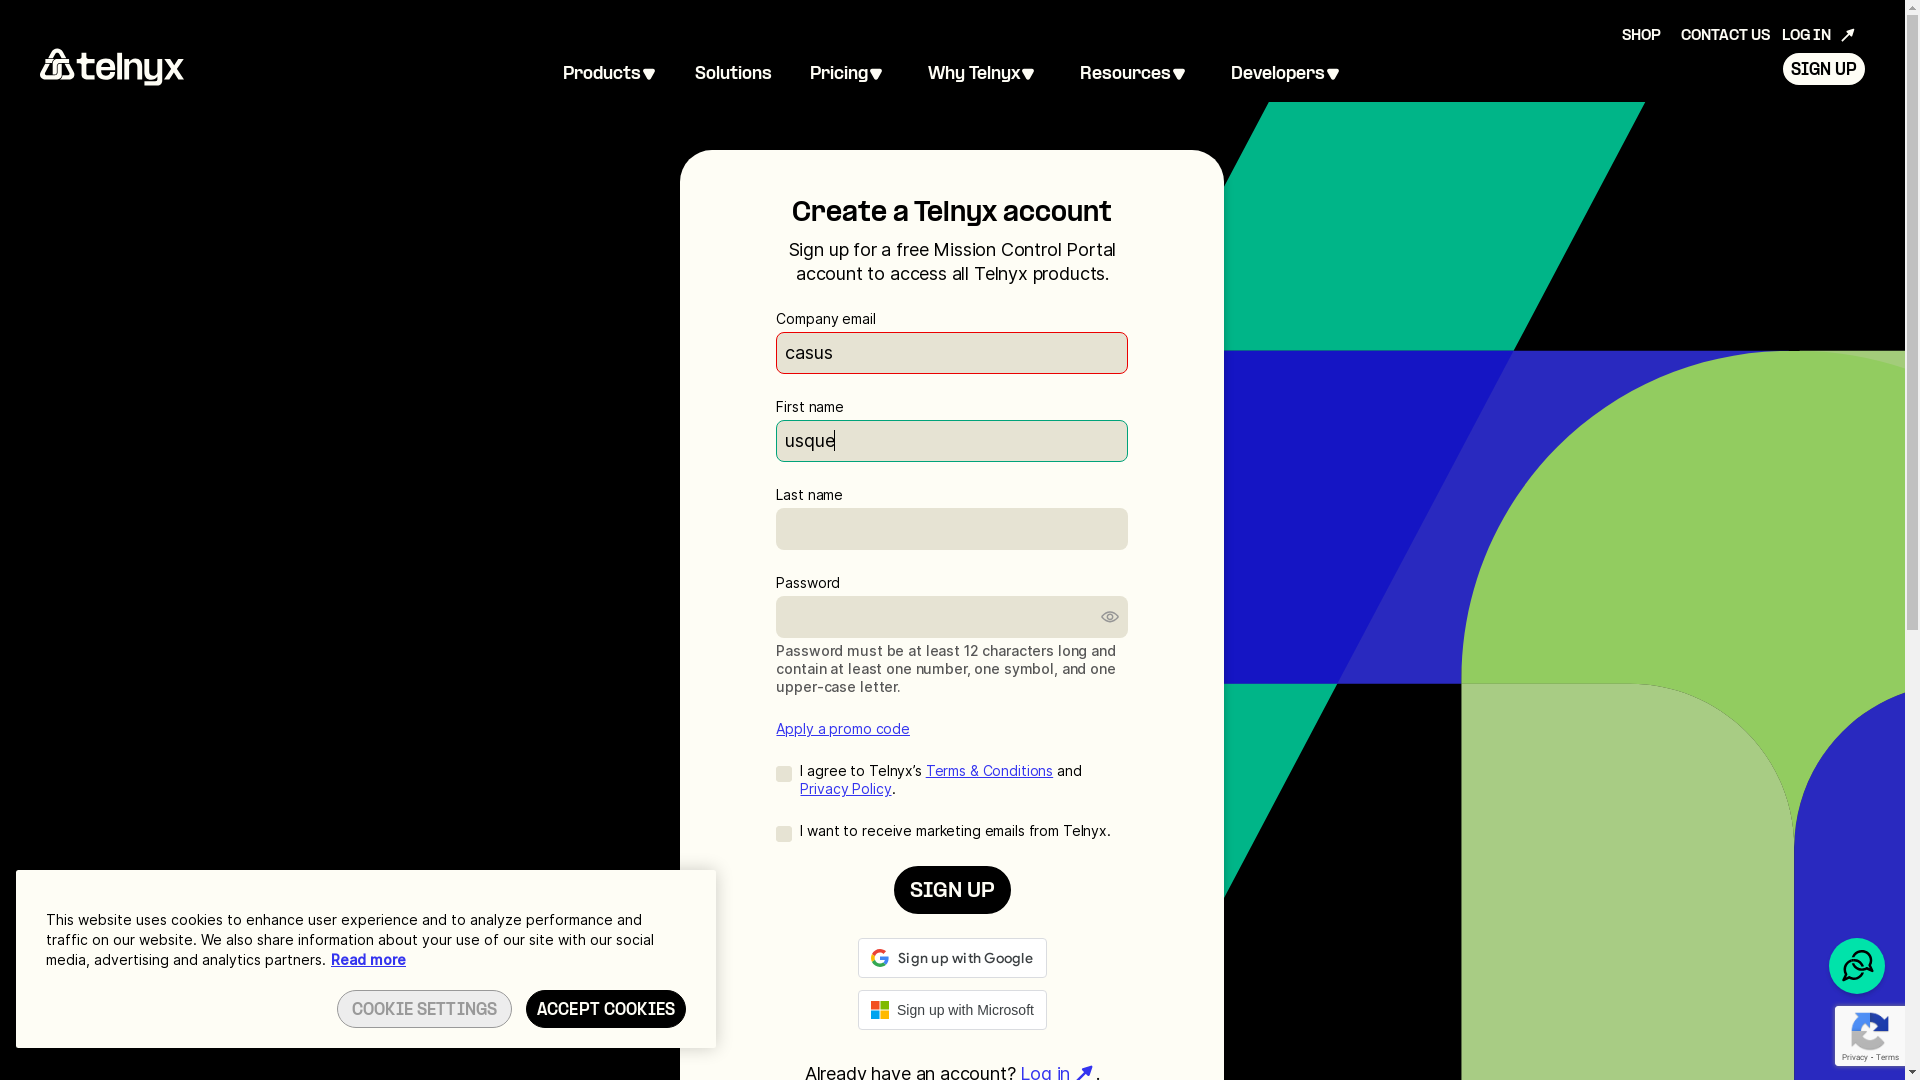 SHOP CONTACT US LOG IN
telnyx Products Solutions Pricing Why Telnyx Resources Developers SIGN UP
Create a Telnyx account
Sign up for a free Mission Control Portal
account to access all Telnyx products.
Company email
casus
First name
usque
Last name
Password
Password must be at least 12 characters long and
contain at least one number, one symbol, and one
upper-case letter.
Apply a promo code
I agree to Telnyx’s Terms & Conditions and
Privacy Policy.
I want to receive marketing emails from Telnyx.
SIGN UP
Sign up with Google
Sign up with Microsoft
Already have an account? Log in .
This website uses cookies to enhance user experience and to analyze performance and
traffic on our website. We also share information about your use of our site with our social
media, advertising and analytics partners. Read more
COOKIE SETTINGS ACCEPT COOKIES
Privacy - Terms